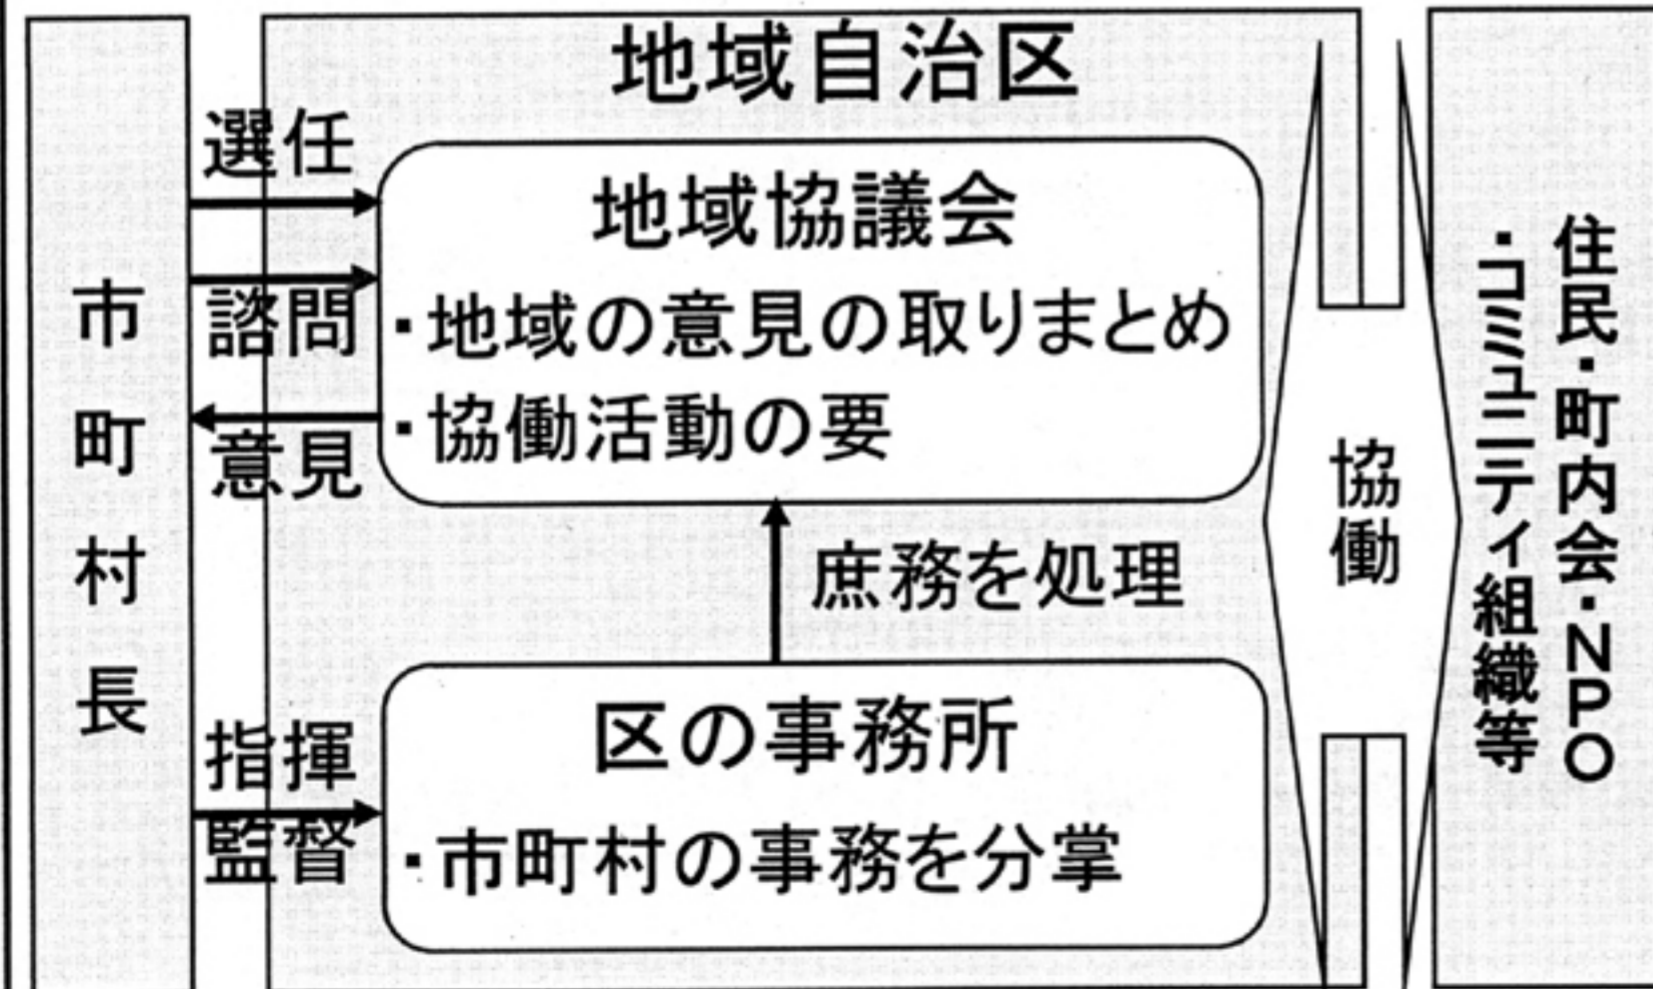 地域自治区
市町村長
選任
諮問
意見
地域協議会
・地域の意見の取りまとめ
・協働活動の要
庶務を処理
指揮
監督
区の事務所
・市町村の事務を分掌
協働
住民・町内会・NPO
・コミュニティ組織等